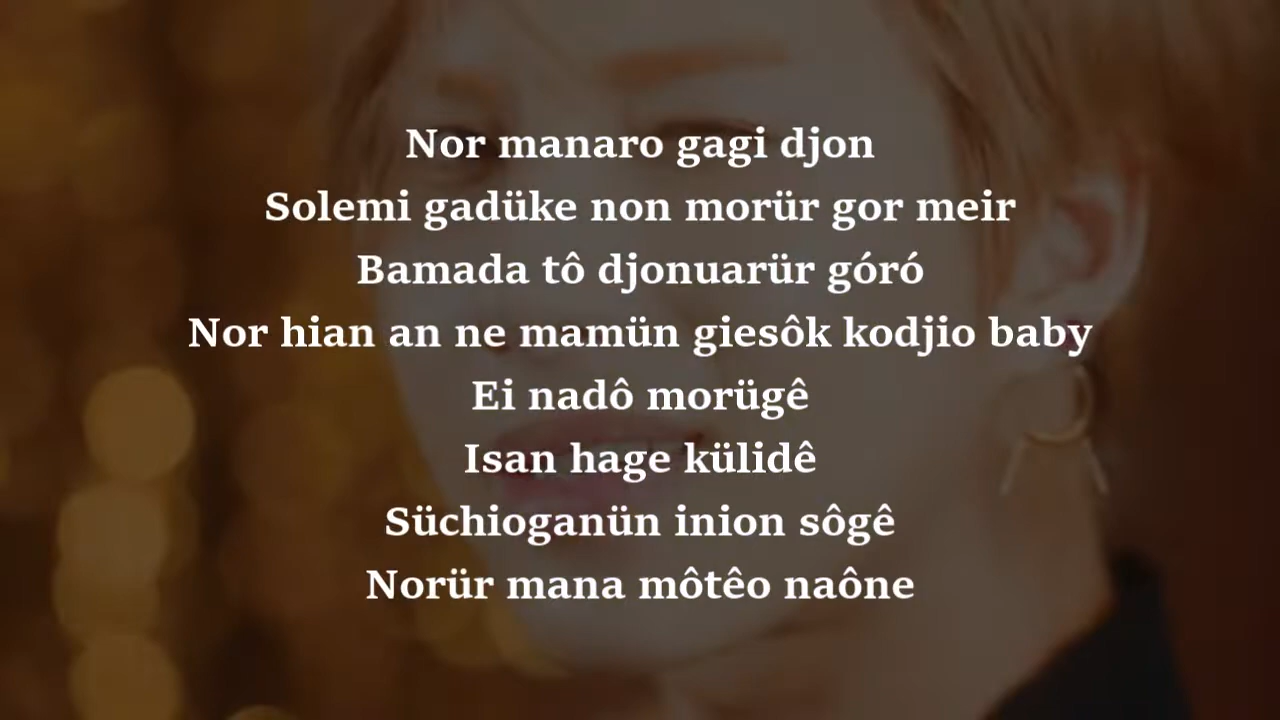 Nor manaro gagi djon
Solemi gadüke non morür gor meir
Bamada tô djonuarür góró
Nor hian an ne mamün giesôk kodjio baby
Ei nadô morügê
Isan hage külidê
Süchioganün inion sôgê
Norür mana môtêo naône